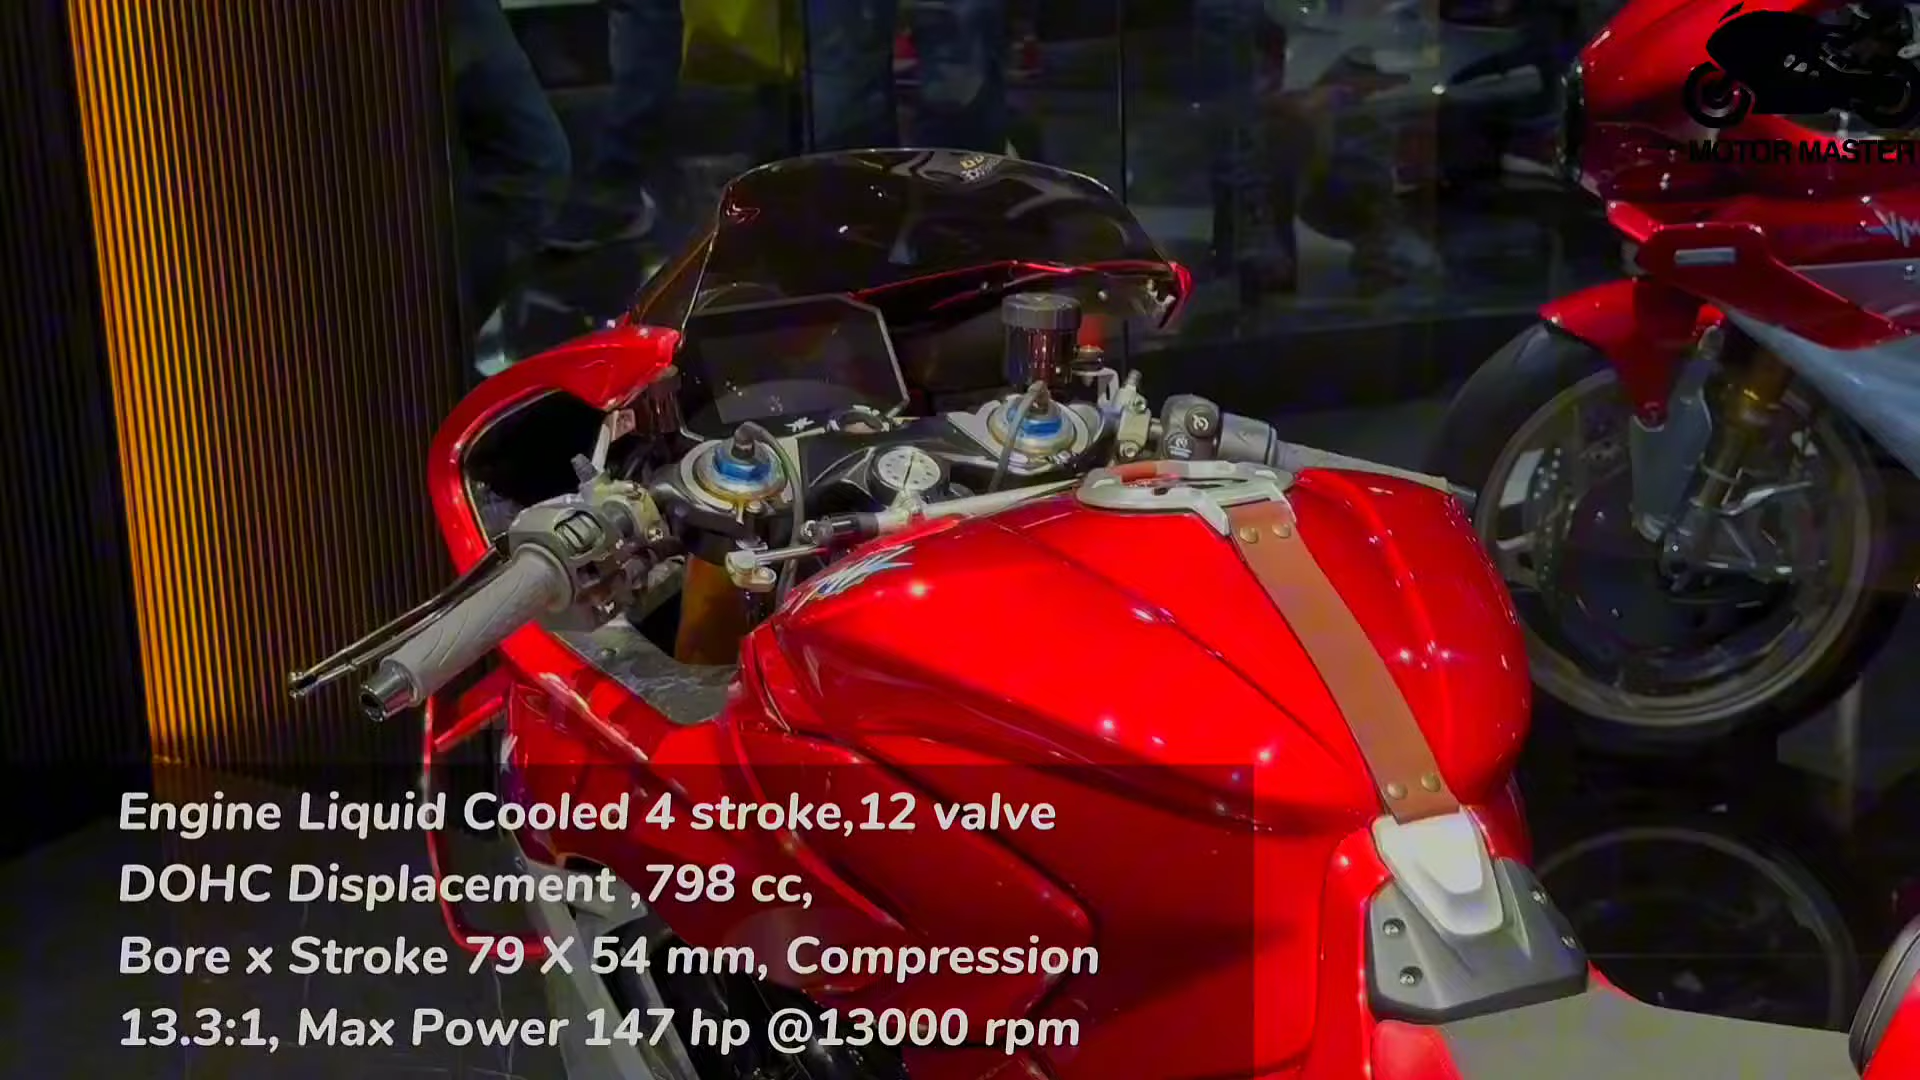 MOTOR MASTER
Engine Liquid Cooled 4 stroke,12 valve
DOHC Displacement ,798 cc,
Bore x Stroke 79 X 54 mm, Compression
13.3:1, Max Power 147 hp @13000 rpm